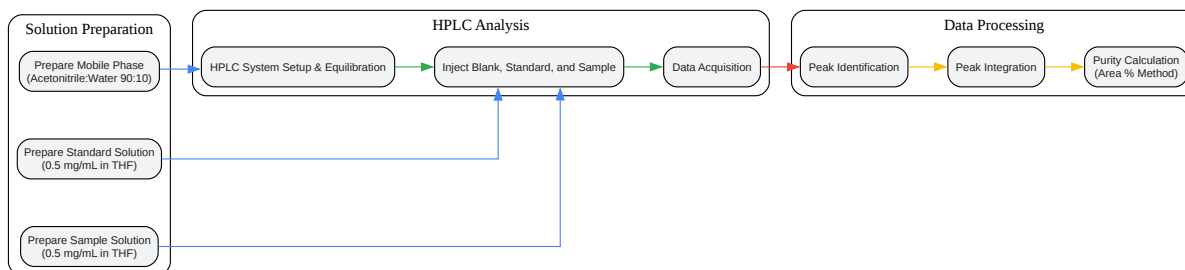 Solution Preparation
Prepare Mobile Phase
(Acetonitrile:Water 90:10)
Prepare Standard Solution
(0.5 mg/mL in THF)
Prepare Sample Solution
(0.5 mg/mL in THF)
HPLC Analysis
HPLC System Setup & Equilibration
Inject Blank, Standard, and Sample
Data Acquisition
Data Processing
Peak Identification
Peak Integration
Purity Calculation
(Area % Method)